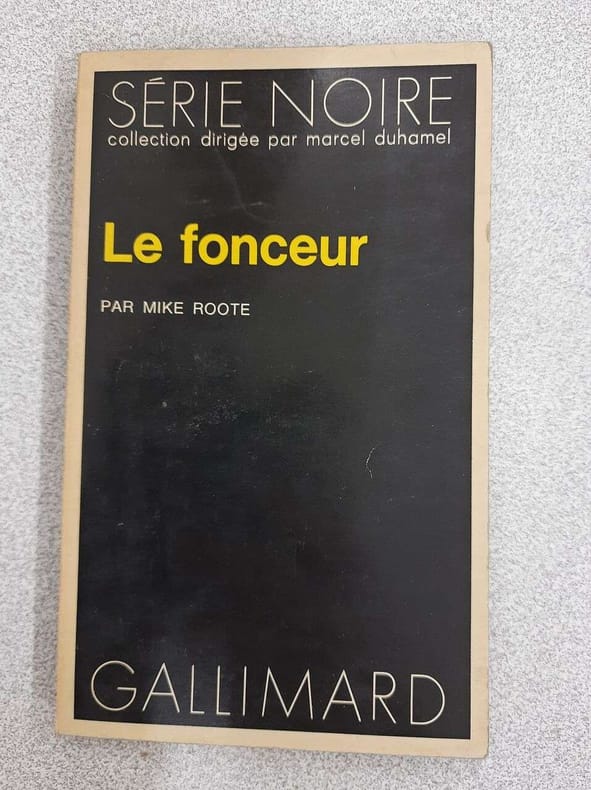 SÉRIE NOIRE
collection dirigée par marcel duhamel
Le fonceur
PAR MIKE ROOTE
GALLIMARD